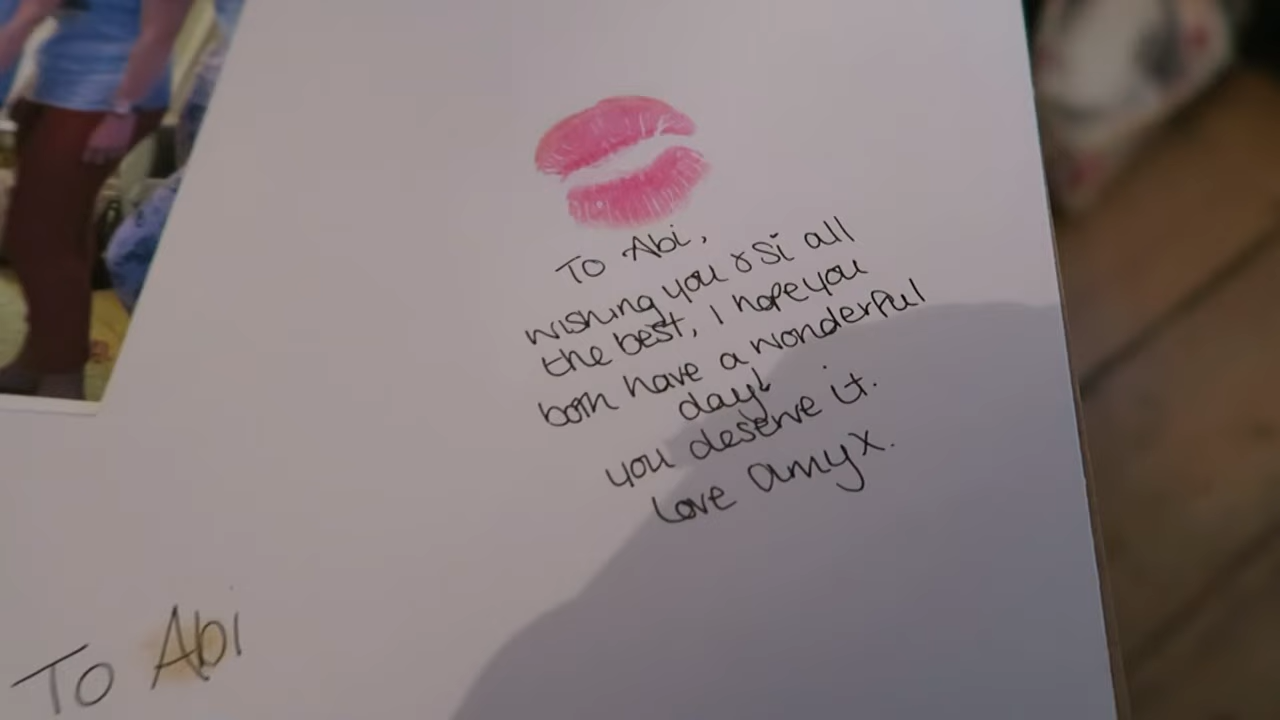 To Abi,
wishing you & Si all
the best, I hope you
both have a wonderful
day!
you deserve it.
Love amy x.
To Abi